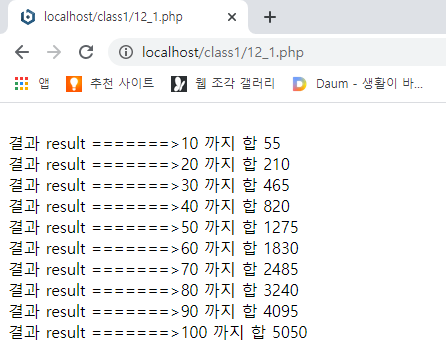 localhost/class1/12_1.php
localhost/class1/12_1.php
앱 추천 사이트 웹 조각 갤러리 Daum - 생활이 바...
결과 result =======>10 까지 합 55
결과 result =======>20 까지 합 210
결과 result =======>30 까지 합 465
결과 result =======>40 까지 합 820
결과 result =======>50 까지 합 1275
결과 result =======>60 까지 합 1830
결과 result =======>70 까지 합 2485
결과 result =======>80 까지 합 3240
결과 result =======>90 까지 합 4095
결과 result =======>100 까지 합 5050